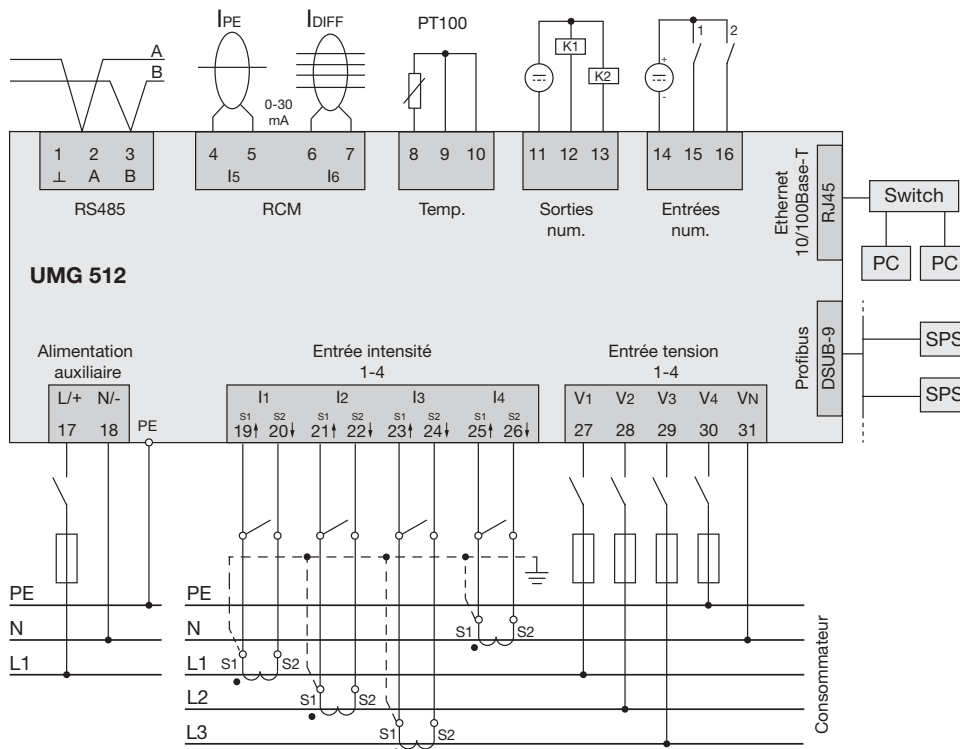 IPE IDIFF PT100
A
B
0-30
mA
K1
K2
+
-
1 2
1 2 3
⊥ A B
RS485
4 5 6 7
I5 I6
RCM
8 9 10
Temp.
11 12 13
Sorties
num.
14 15 16
Entrées
num.
Ethernet
10/100Base-T
RJ45
Switch
PC PC
UMG 512
Profibus
DSUB-9
SPS
SPS
Alimentation
auxiliaire
L/+ N/-
17 18
PE
Entrée intensité
1-4
I1 I2 I3 I4
S1 S2 S1 S2 S1 S2 S1 S2
19 20 21 22 23 24 25 26
Entrée tension
1-4
V1 V2 V3 V4 VN
27 28 29 30 31
PE PE
N S1 S2 N
L1 S1 S2 L1
S1 S2 L2
S1 S2 L3
Consommateur